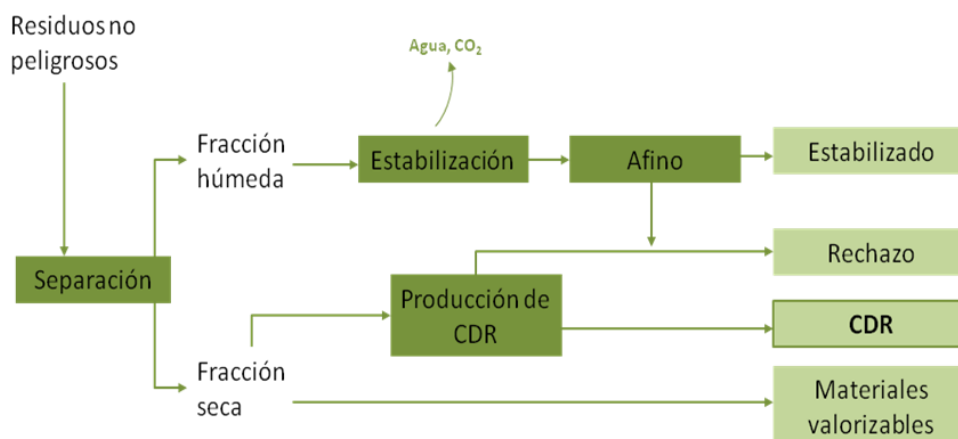 Residuos no
peligrosos
Agua, CO₂
Fracción
húmeda
Estabilización
Afino
Estabilizado
Separación
Rechazo
Producción de
CDR
CDR
Fracción
seca
Materiales
valorizables